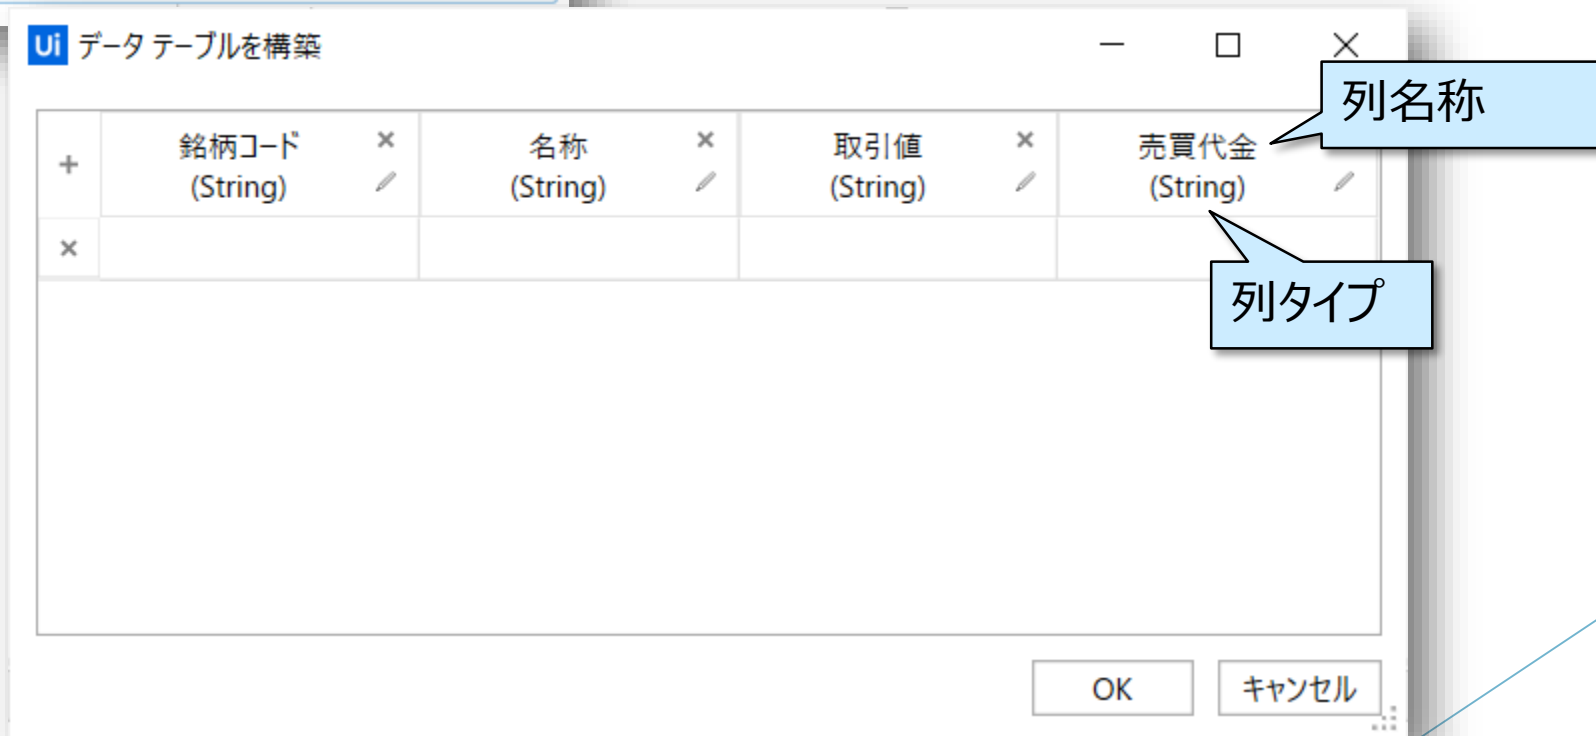 Ui データ テーブルを構築
列名称
銘柄コード 名称 取引値 売買代金
(String) (String) (String) (String)
列タイプ
OK キャンセル